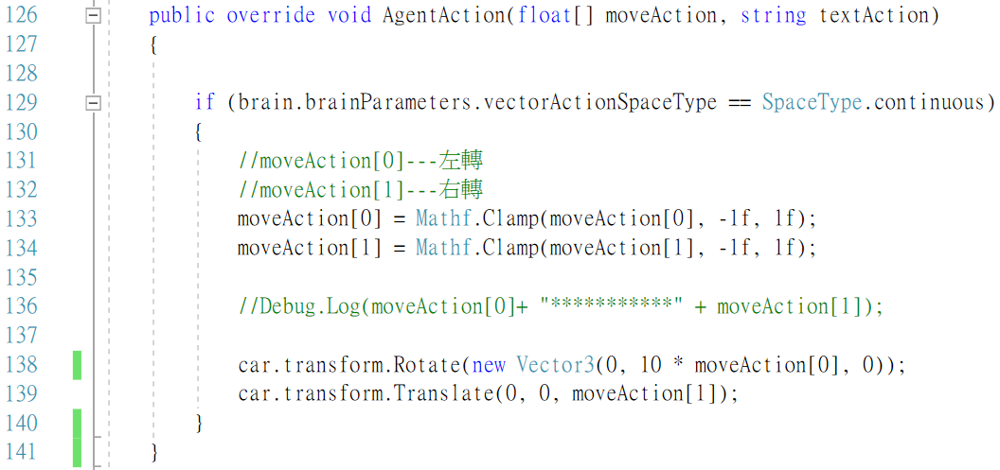 126 public override void AgentAction(float[] moveAction, string textAction)
127 {
128
129 if (brain.brainParameters.vectorActionSpaceType == SpaceType.continuous)
130 {
131 //moveAction[0]---左轉
132 //moveAction[1]---右轉
133 moveAction[0] = Mathf.Clamp(moveAction[0], -1f, 1f);
134 moveAction[1] = Mathf.Clamp(moveAction[1], -1f, 1f);
135
136 //Debug.Log(moveAction[0]+ "***********" + moveAction[1]);
137
138 car.transform.Rotate(new Vector3(0, 10 * moveAction[0], 0));
139 car.transform.Translate(0, 0, moveAction[1]);
140 }
141 }